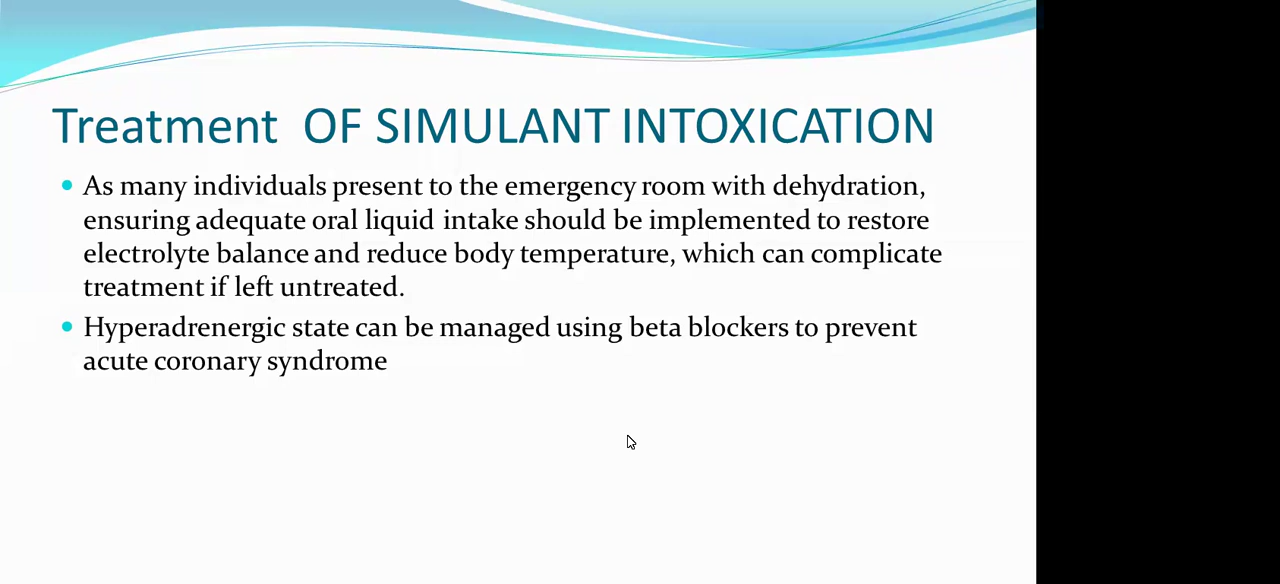 Treatment OF SIMULANT INTOXICATION
As many individuals present to the emergency room with dehydration,
ensuring adequate oral liquid intake should be implemented to restore
electrolyte balance and reduce body temperature, which can complicate
treatment if left untreated.
Hyperadrenergic state can be managed using beta blockers to prevent
acute coronary syndrome